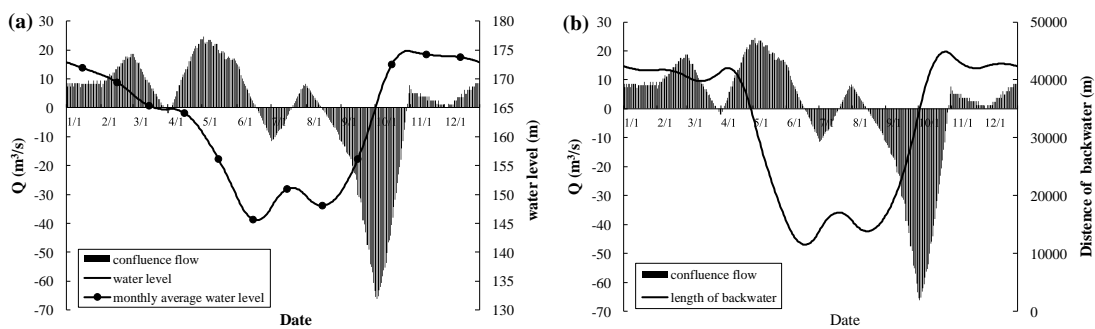 (a)
30
20
10
0
-10
-20
-30
-40
-50
-60
-70
Q (m³/s)
1/1 2/1 3/1 4/1 5/1 6/1 7/1 8/1 9/1 10/1 11/1 12/1
180
175
170
165
160
155
150
145
140
135
130
water level (m)
confluence flow
water level
monthly average water level
Date
(b)
30
20
10
0
-10
-20
-30
-40
-50
-60
-70
Q (m³/s)
1/1 2/1 3/1 4/1 5/1 6/1 7/1 8/1 9/1 10/1 11/1 12/1
50000
40000
30000
20000
10000
0
Distence of backwater (m)
confluence flow
length of backwater
Date